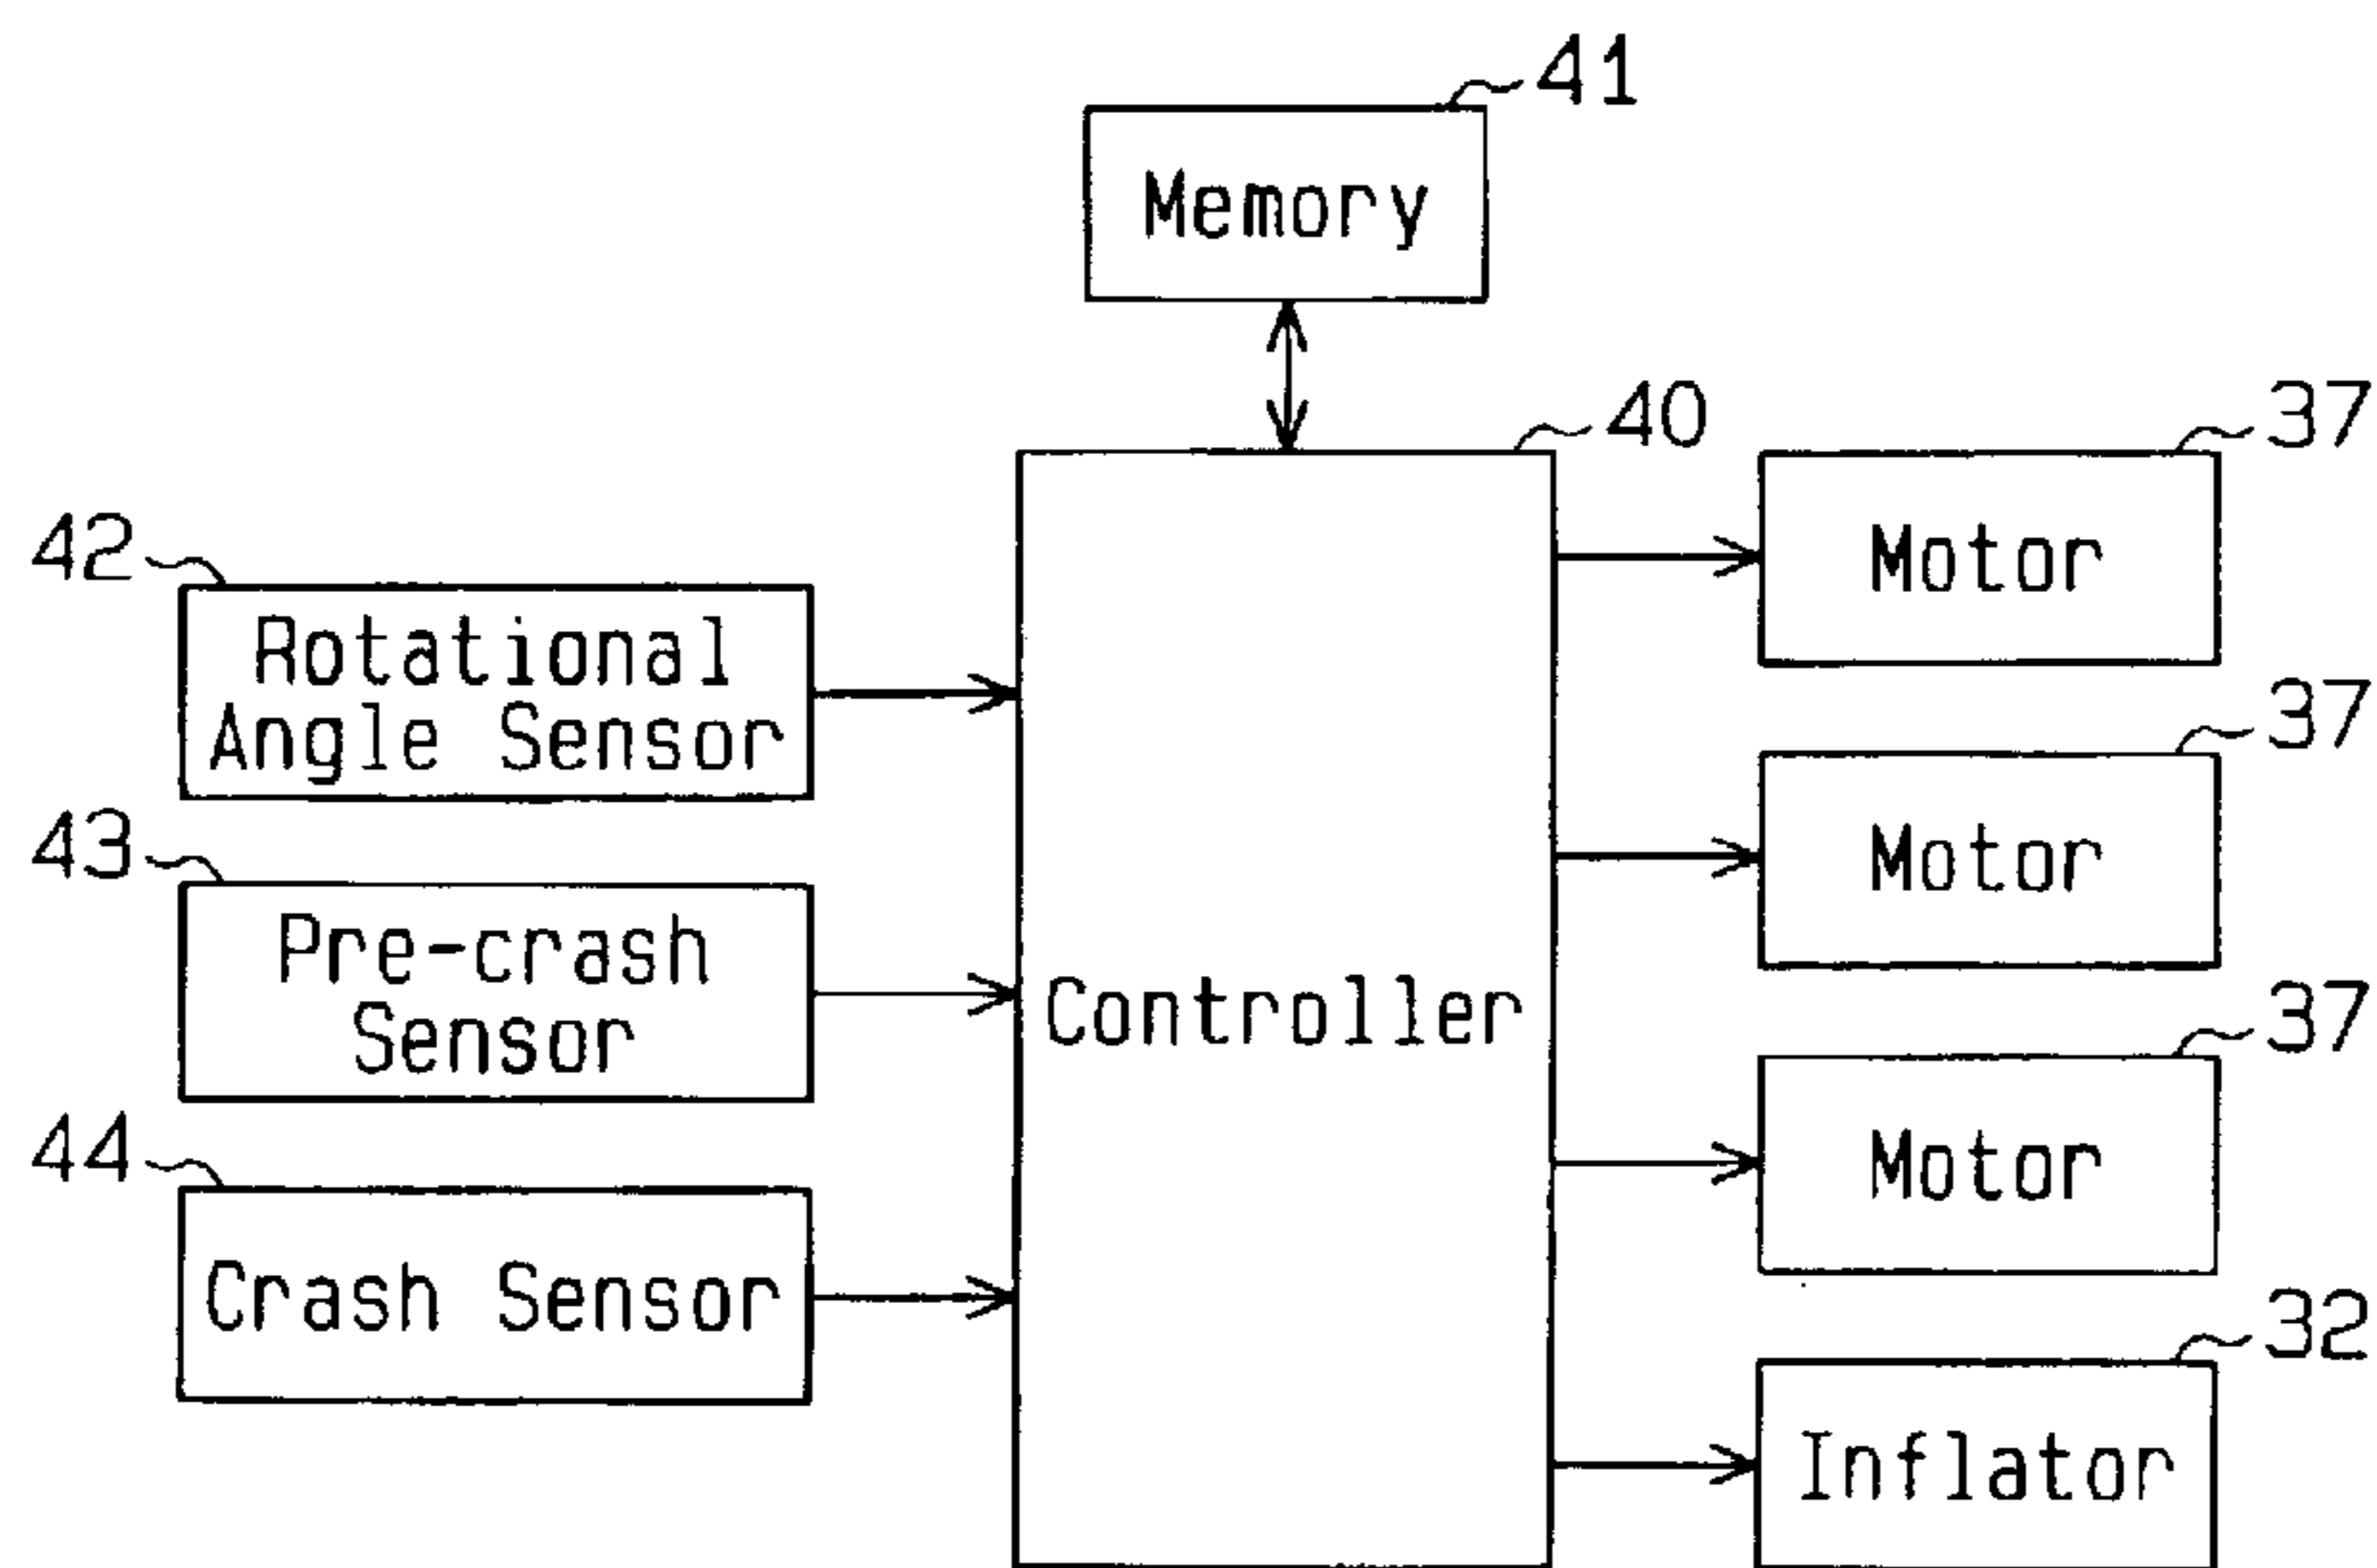 41
Memory
40
37
Motor
42
Rotational
Angle Sensor
37
Motor
43
Pre-crash
Sensor
Controller
37
Motor
44
Crash Sensor
32
Inflator